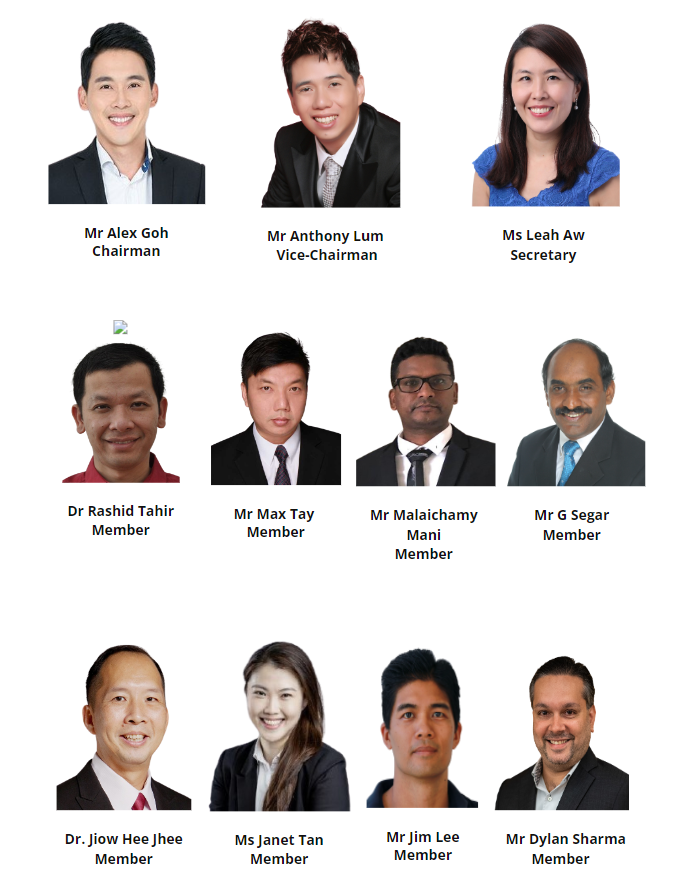 Mr Alex Goh
Chairman
Mr Anthony Lum
Vice-Chairman
Ms Leah Aw
Secretary
Dr Rashid Tahir
Member
Mr Max Tay
Member
Mr Malaichamy
Mani
Member
Mr G Segar
Member
Dr. Jiow Hee Jhee
Member
Ms Janet Tan
Member
Mr Jim Lee
Member
Mr Dylan Sharma
Member